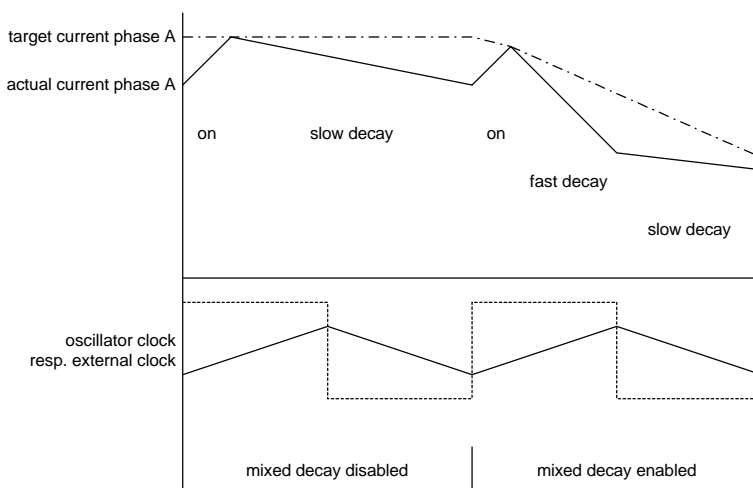 target current phase A
actual current phase A
on
slow decay
on
fast decay
slow decay
oscillator clock
resp. external clock
mixed decay disabled
mixed decay enabled